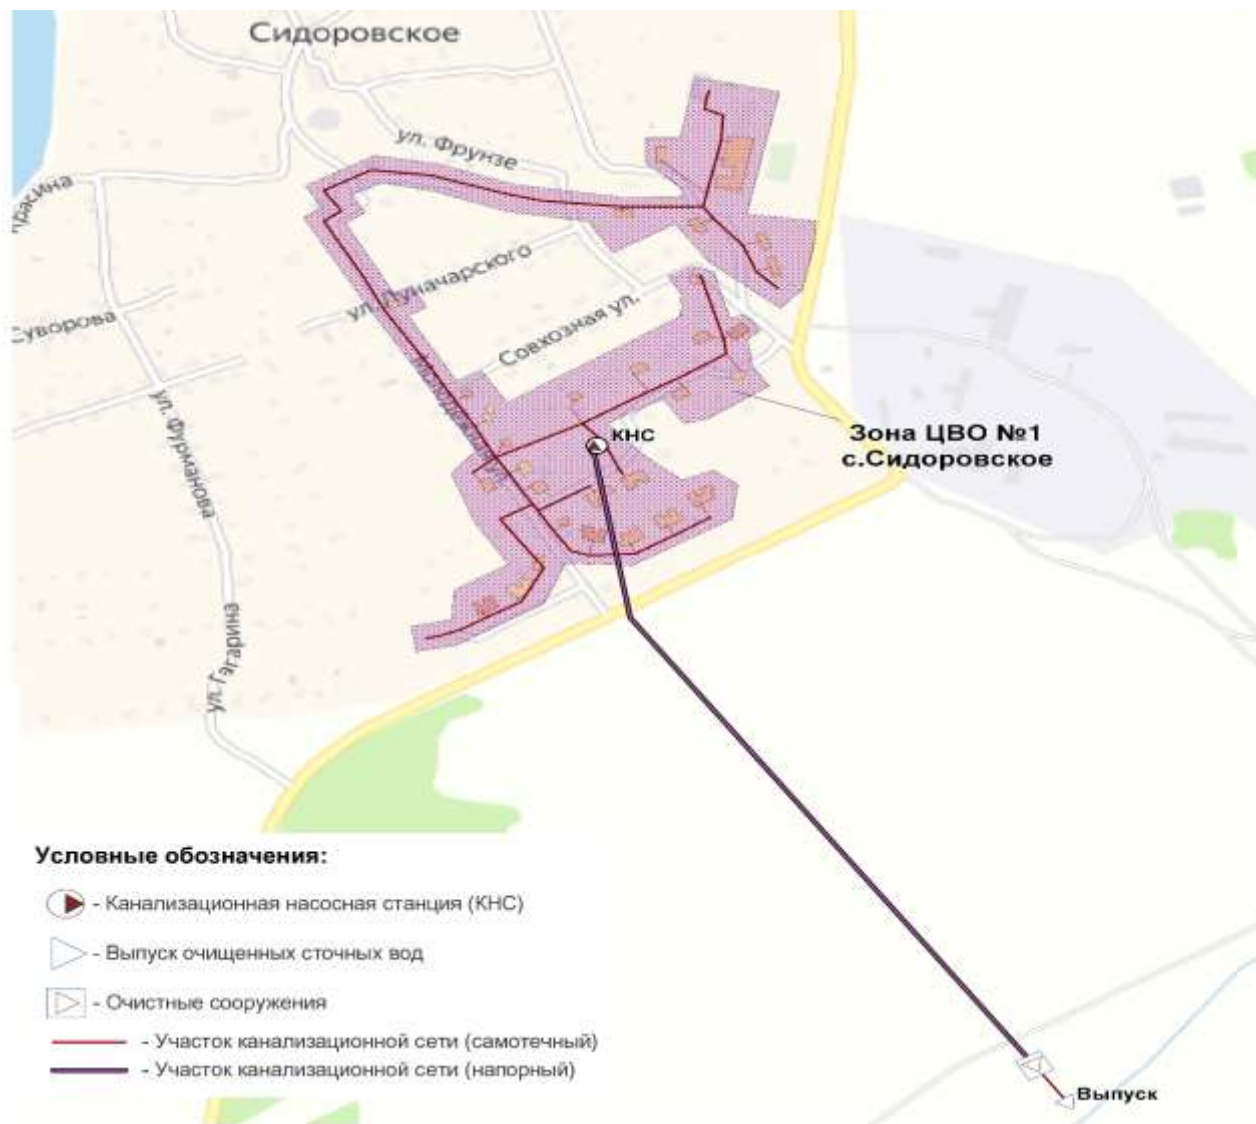 Сидоровское
ул. Фрунзе
ул. Луначарского
Совхозная ул.
Суворова
ул. Фурманова
ул. Гагарина
КНС
Зона ЦВО №1
с.Сидоровское
Условные обозначения:
- Канализационная насосная станция (КНС)
- Выпуск очищенных сточных вод
- Очистные сооружения
- Участок канализационной сети (самотечный)
- Участок канализационной сети (напорный)
Выпуск